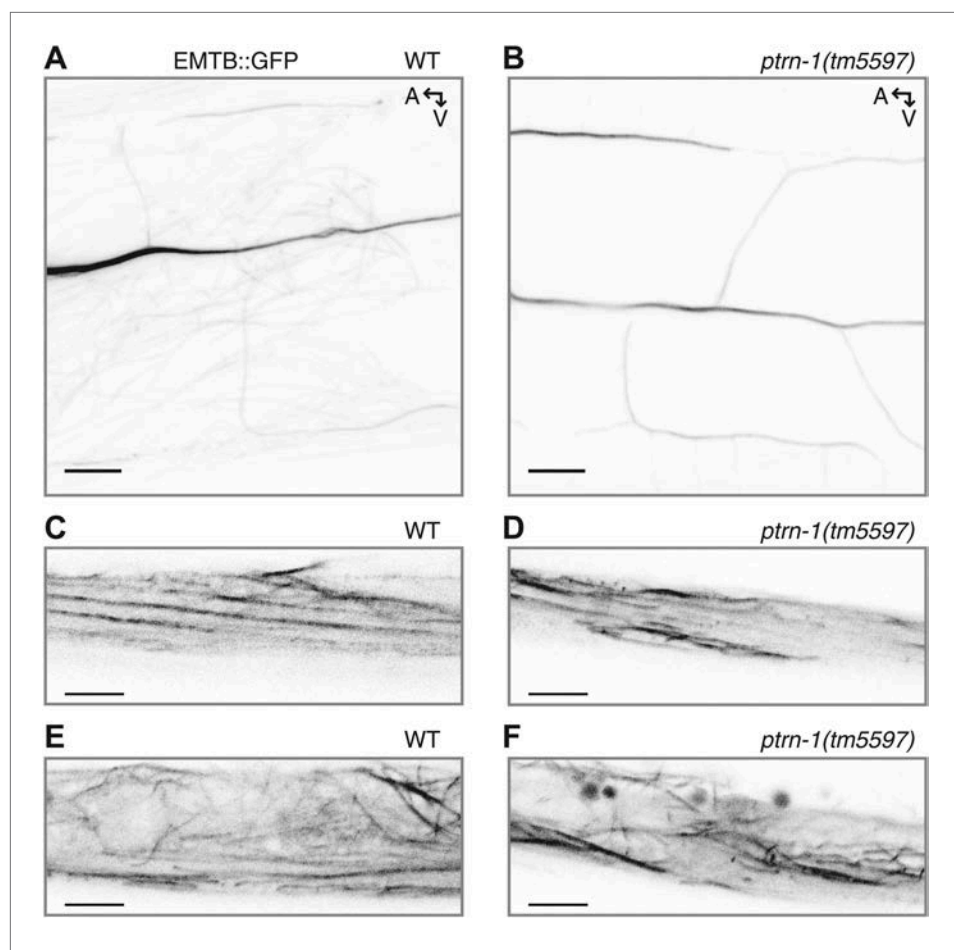 A EMTB::GFP WT
A
V
B ptrn-1(tm5597)
A
V
C WT
D ptrn-1(tm5597)
E WT
F ptrn-1(tm5597)